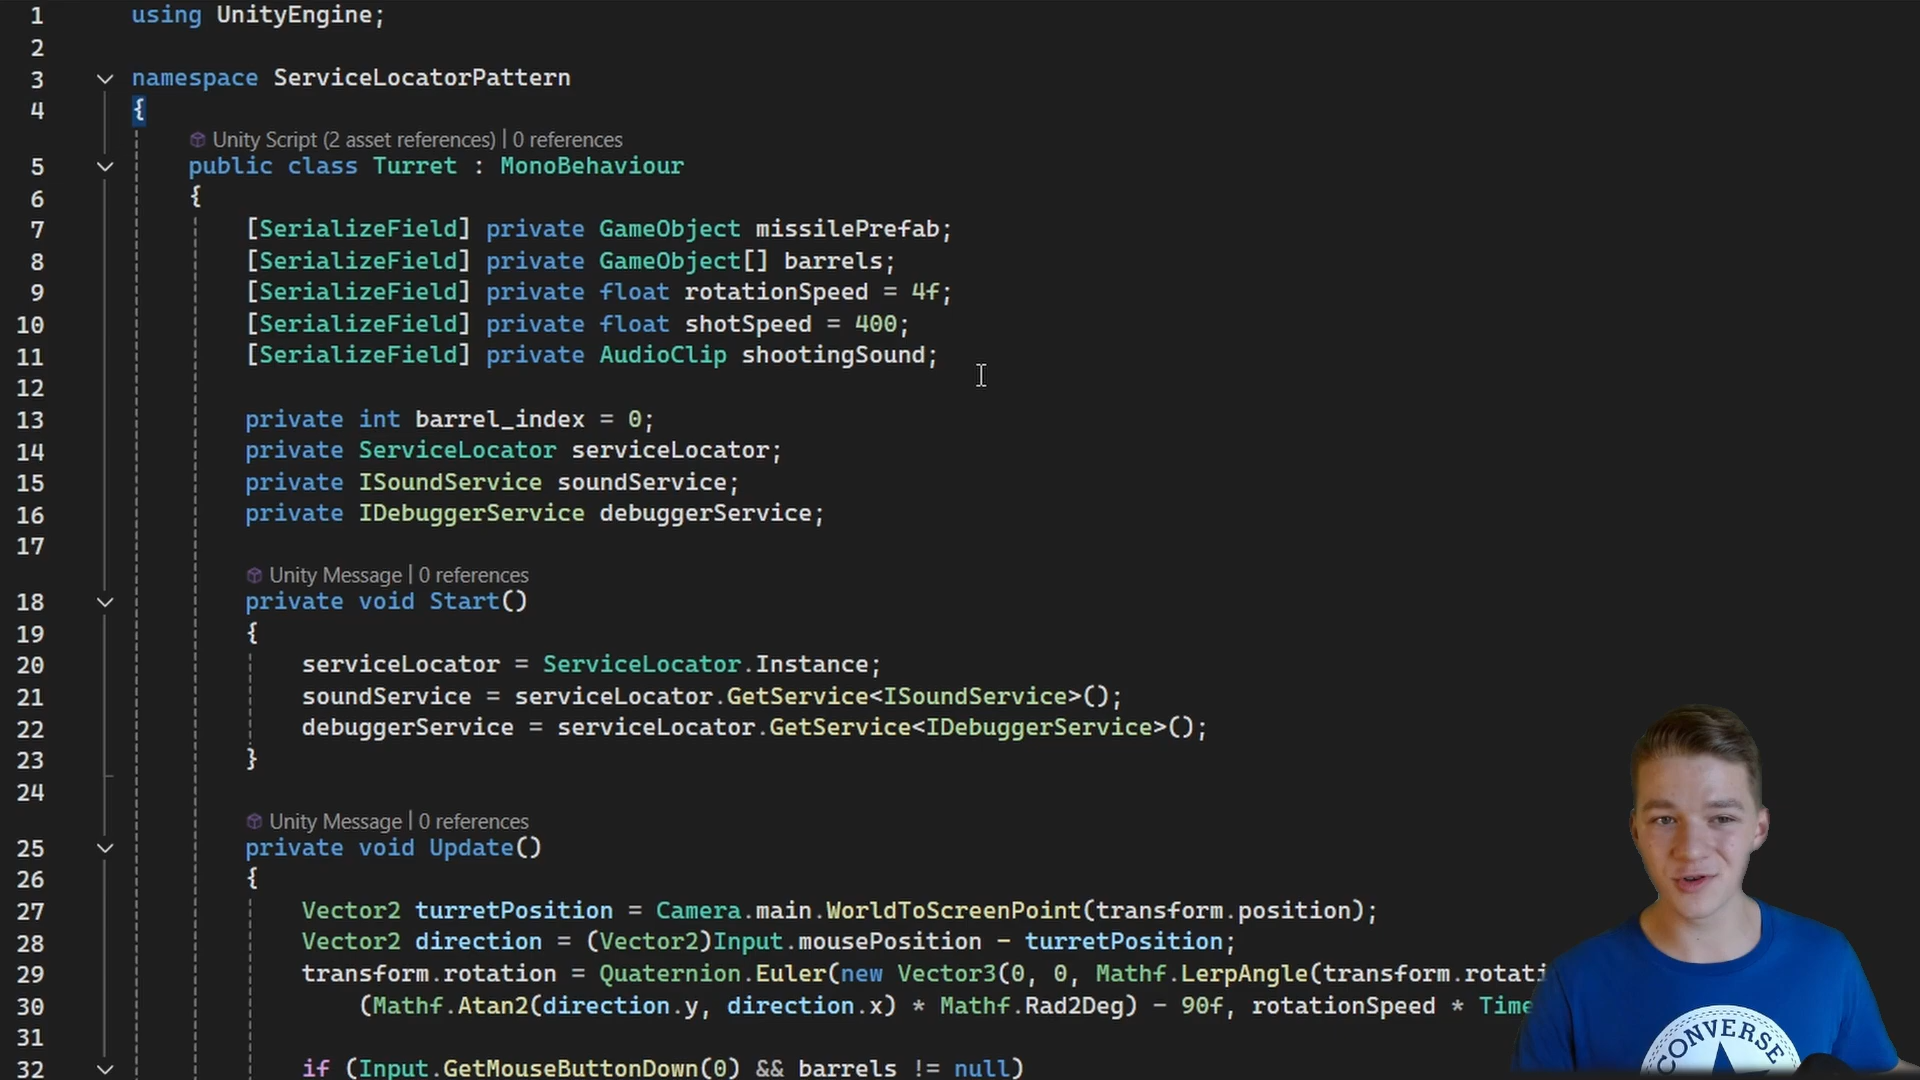 1 using UnityEngine;
2
3 namespace ServiceLocatorPattern
4 {
Unity Script (2 asset references) | 0 references
5 public class Turret : MonoBehaviour
6 {
7 [SerializeField] private GameObject missilePrefab;
8 [SerializeField] private GameObject[] barrels;
9 [SerializeField] private float rotationSpeed = 4f;
10 [SerializeField] private float shotSpeed = 400;
11 [SerializeField] private AudioClip shootingSound;
12
13 private int barrel_index = 0;
14 private ServiceLocator serviceLocator;
15 private ISoundService soundService;
16 private IDebuggerService debuggerService;
17
Unity Message | 0 references
18 private void Start()
19 {
20 serviceLocator = ServiceLocator.Instance;
21 soundService = serviceLocator.GetService<ISoundService>();
22 debuggerService = serviceLocator.GetService<IDebuggerService>();
23 }
24
Unity Message | 0 references
25 private void Update()
26 {
27 Vector2 turretPosition = Camera.main.WorldToScreenPoint(transform.position);
28 Vector2 direction = (Vector2)Input.mousePosition - turretPosition;
29 transform.rotation = Quaternion.Euler(new Vector3(0, 0, Mathf.LerpAngle(transform.rotati
30 (Mathf.Atan2(direction.y, direction.x) * Mathf.Rad2Deg) - 90f, rotationSpeed * Time
31
32 if (Input.GetMouseButtonDown(0) && barrels != null)
CONVERSE